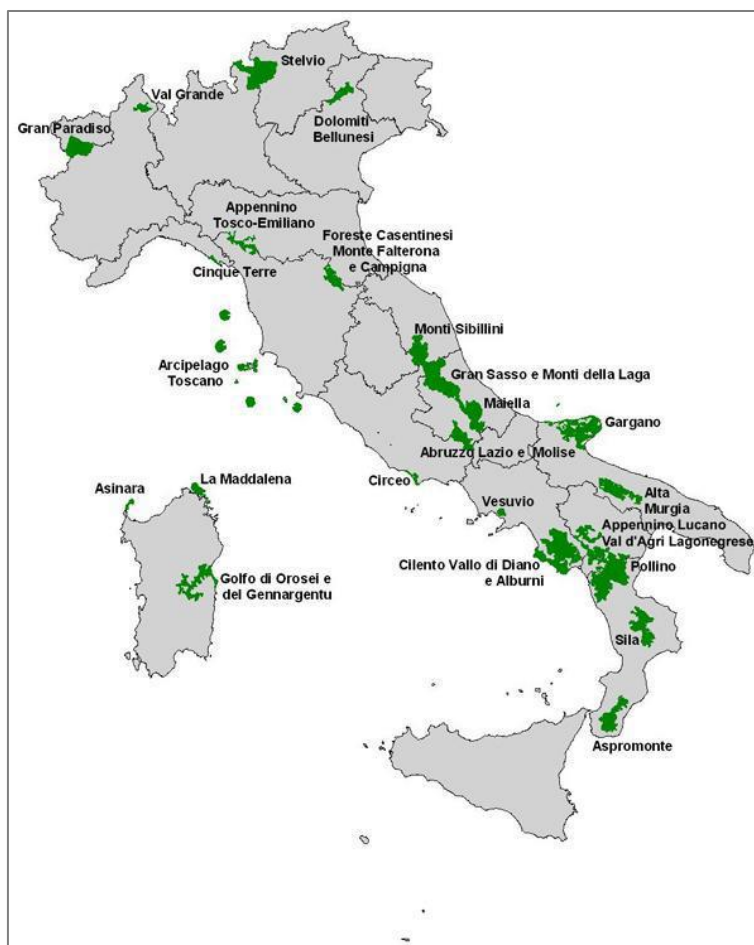 Stelvio
Val Grande
Gran Paradiso
Dolomiti
Bellunesi
Appennino
Tosco-Emiliano
Foreste Casentinesi
Monte Falterona
e Campigna
Cinque Terre
Monti Sibillini
Arcipelago
Toscano
Gran Sasso e Monti della Laga
Maiella
Gargano
Abruzzo Lazio e Molise
Circeo
La Maddalena
Asinara
Vesuvio
Alta
Murgia
Appennino Lucano
Val d'Agri Lagonegrese
Cilento Vallo di Diano
e Alburni
Pollino
Golfo di Orosei e
del Gennargentu
Sila
Aspromonte